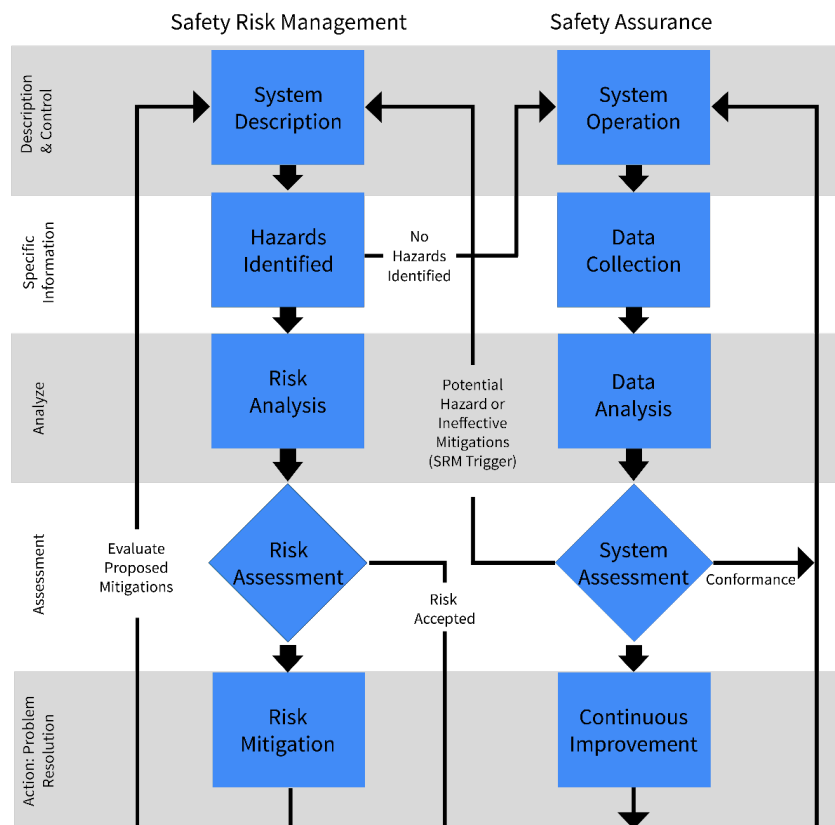 Safety Risk Management
Safety Assurance
Description
& Control
System
Description
System
Operation
Specific
Information
Hazards
Identified
No
Hazards
Identified
Data
Collection
Analyze
Risk
Analysis
Potential
Hazard or
Ineffective
Mitigations
(SRM Trigger)
Data
Analysis
Assessment
Evaluate
Proposed
Mitigations
Risk
Assessment
Risk
Accepted
System
Assessment
Conformance
Action: Problem
Resolution
Risk
Mitigation
Continuous
Improvement